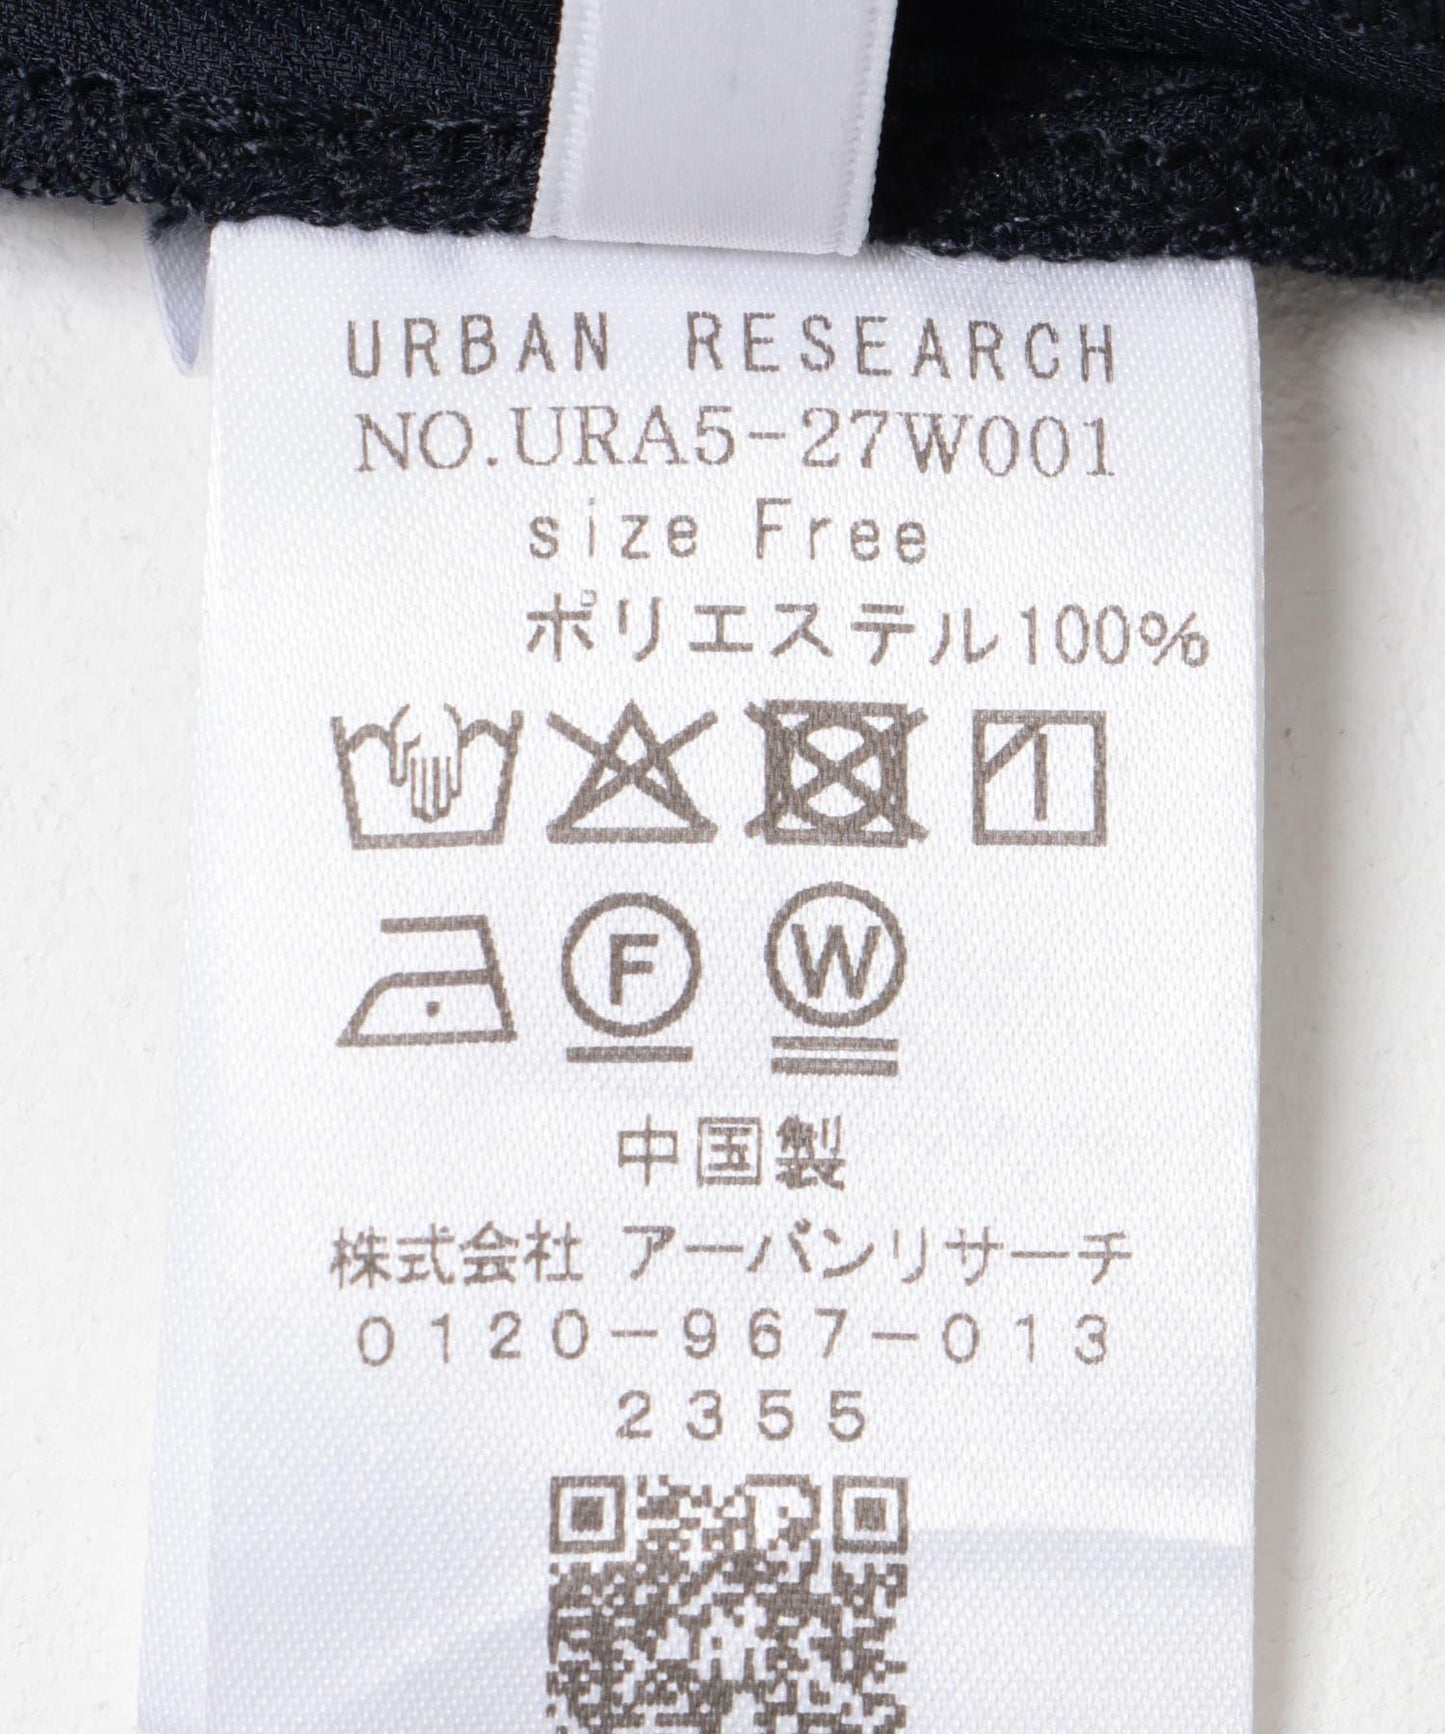 URBAN RESEARCH
NO.URA5-27W001
size Free
ポリエステル100%
F W
中国製
株式会社 アーバンリサーチ
0120-967-013
2355